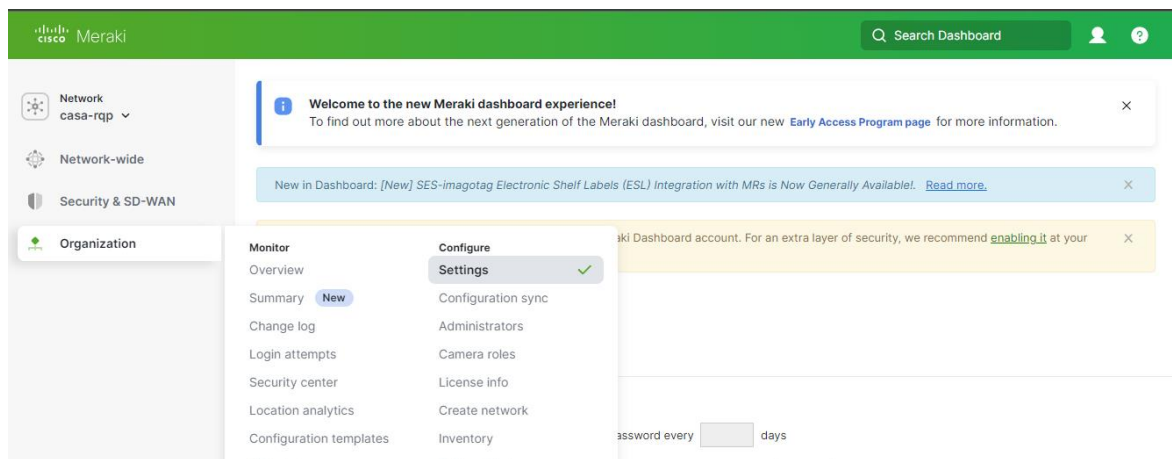 cisco Meraki
Search Dashboard
Network
casa-rqp
Network-wide
Security & SD-WAN
Organization
Welcome to the new Meraki dashboard experience!
To find out more about the next generation of the Meraki dashboard, visit our new Early Access Program page for more information.
New in Dashboard: [New] SES-imagotag Electronic Shelf Labels (ESL) Integration with MRs is Now Generally Available!. Read more.
Dashboard account. For an extra layer of security, we recommend enabling it at your
Monitor
Overview
Summary New
Change log
Login attempts
Security center
Location analytics
Configuration templates
Configure
Settings
Configuration sync
Administrators
Camera roles
License info
Create network
Inventory
every days